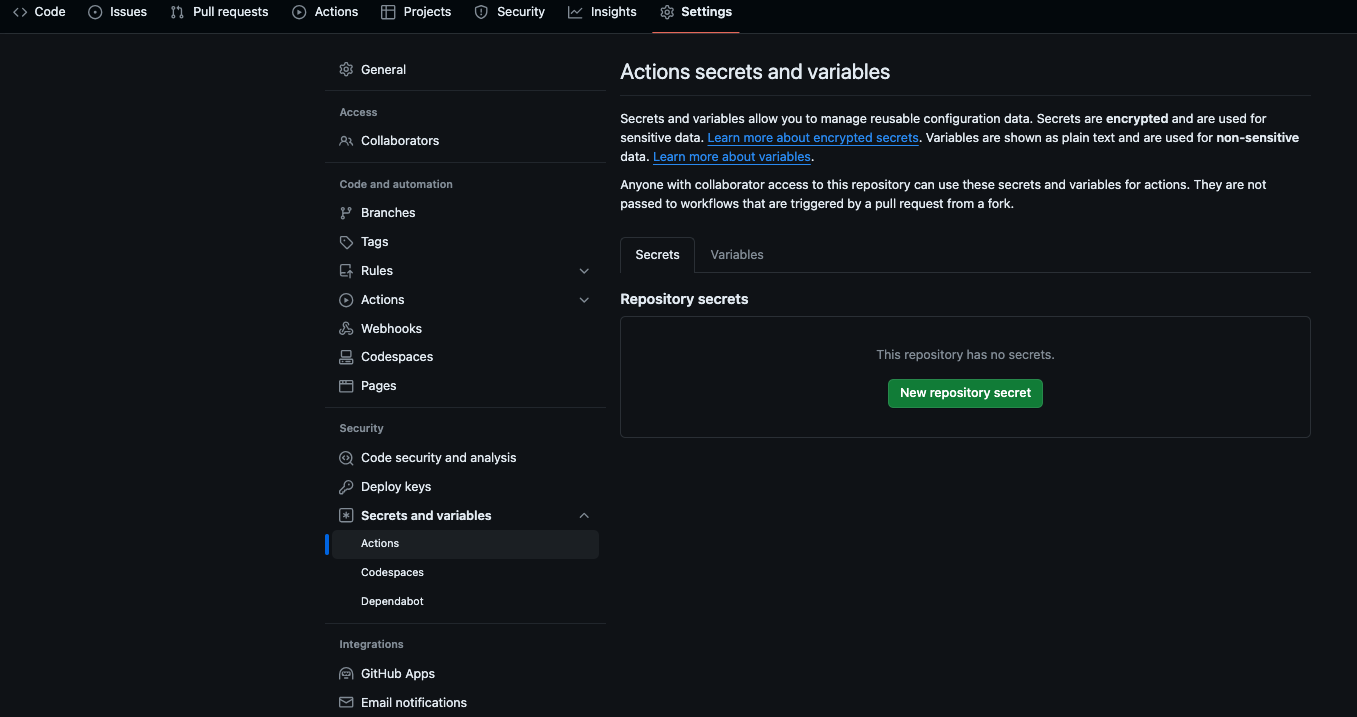 Code Issues Pull requests Actions Projects Security Insights Settings
General
Access
Collaborators
Code and automation
Branches
Tags
Rules
Actions
Webhooks
Codespaces
Pages
Security
Code security and analysis
Deploy keys
Secrets and variables
Actions
Codespaces
Dependabot
Integrations
GitHub Apps
Email notifications
Actions secrets and variables
Secrets and variables allow you to manage reusable configuration data. Secrets are encrypted and are used for
sensitive data. Learn more about encrypted secrets. Variables are shown as plain text and are used for non-sensitive
data. Learn more about variables.
Anyone with collaborator access to this repository can use these secrets and variables for actions. They are not
passed to workflows that are triggered by a pull request from a fork.
Secrets Variables
Repository secrets
This repository has no secrets.
New repository secret